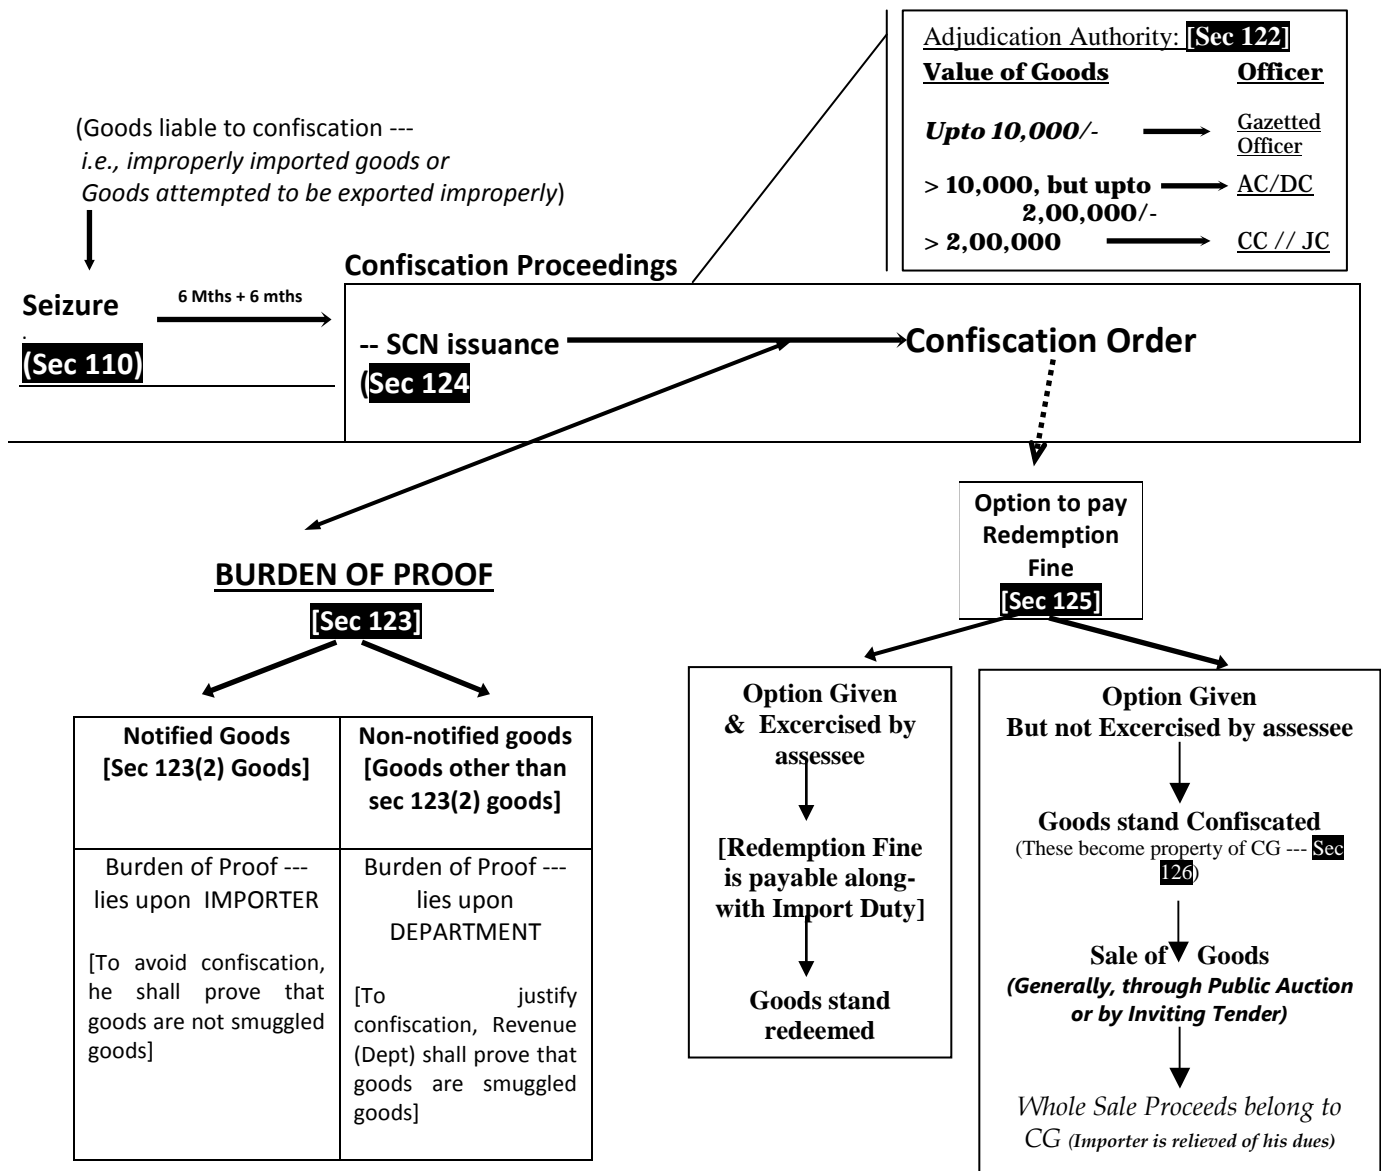 Adjudication Authority: [Sec 122]
Value of Goods Officer
Upto 10,000/- Gazetted
Officer
> 10,000, but upto AC/DC
2,00,000/-
> 2,00,000 CC // JC
(Goods liable to confiscation ---
i.e., improperly imported goods or
Goods attempted to be exported improperly)
Seizure
.
(Sec 110)
6 Mths + 6 mths
Confiscation Proceedings
-- SCN issuance
(Sec 124
Confiscation Order
BURDEN OF PROOF
[Sec 123]
Notified Goods
[Sec 123(2) Goods]
Non-notified goods
[Goods other than
sec 123(2) goods]
Burden of Proof ---
lies upon IMPORTER
[To avoid confiscation,
he shall prove that
goods are not smuggled
goods]
Burden of Proof ---
lies upon
DEPARTMENT
[To justify
confiscation, Revenue
(Dept) shall prove that
goods are smuggled
goods]
Option to pay
Redemption
Fine
[Sec 125]
Option Given
& Excercised by
assessee
[Redemption Fine
is payable along-
with Import Duty]
Goods stand
redeemed
Option Given
But not Excercised by assessee
Goods stand Confiscated
(These become property of CG --- Sec
126)
Sale of Goods
(Generally, through Public Auction
or by Inviting Tender)
Whole Sale Proceeds belong to
CG (Importer is relieved of his dues)